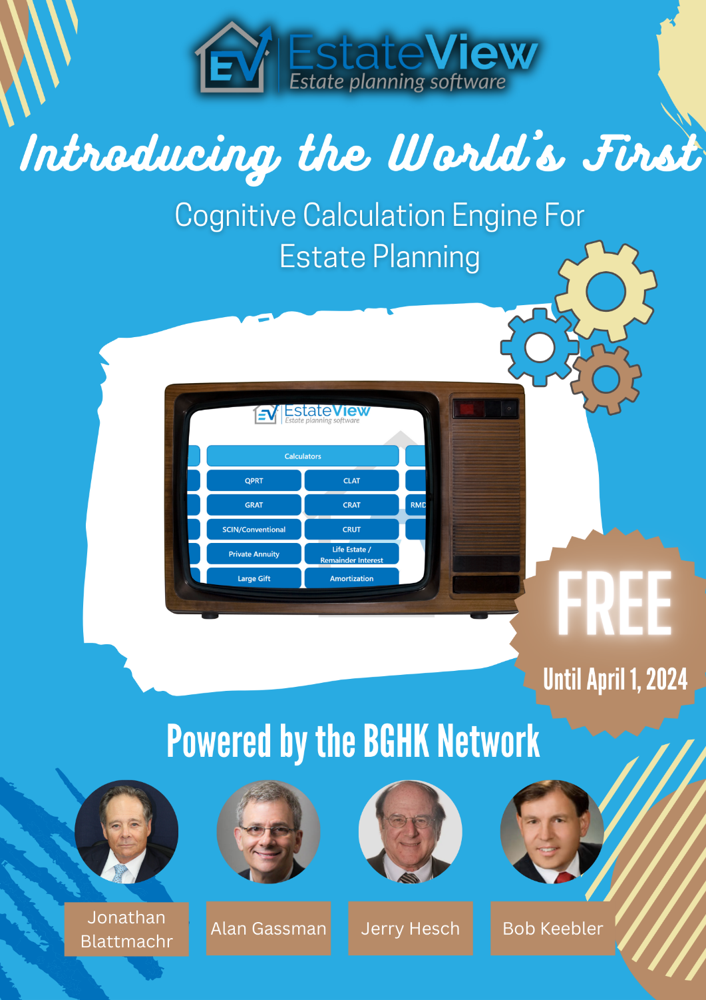 EV EstateView
Estate planning software
Introducing the World's First
Cognitive Calculation Engine For
Estate Planning
EV EstateView
Estate planning software
Calculators
QPRT
CLAT
GRAT
CRAT
RMD
SCIN/Conventional
CRUT
Private Annuity
Life Estate /
Remainder Interest
Large Gift
Amortization
FREE
Until April 1, 2024
Powered by the BGHK Network
Jonathan
Blattmachr
Alan Gassman
Jerry Hesch
Bob Keebler